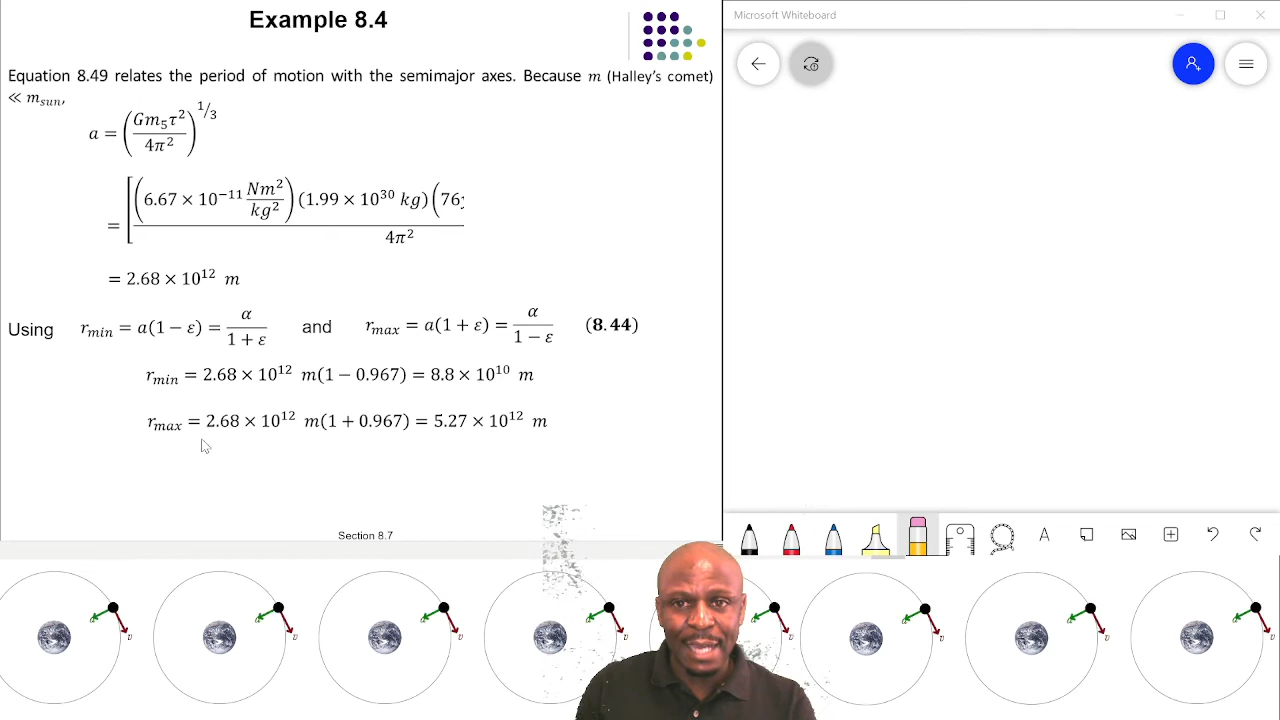 Example 8.4
Microsoft Whiteboard
Equation 8.49 relates the period of motion with the semimajor axes. Because m (Halley's comet)
≪ m_sun,
a = (Gm₅τ² / 4π²)^1/3
= [(6.67 × 10⁻¹¹ Nm²/kg²)(1.99 × 10³⁰ kg)(76 / 4π²
= 2.68 × 10¹² m
Using r_min = a(1 − ε) = α / 1 + ε and r_max = a(1 + ε) = α / 1 − ε (8.44)
r_min = 2.68 × 10¹² m(1 − 0.967) = 8.8 × 10¹⁰ m
r_max = 2.68 × 10¹² m(1 + 0.967) = 5.27 × 10¹² m
Section 8.7
A
a v
a v
a v
a v
v
a v
a v
a v